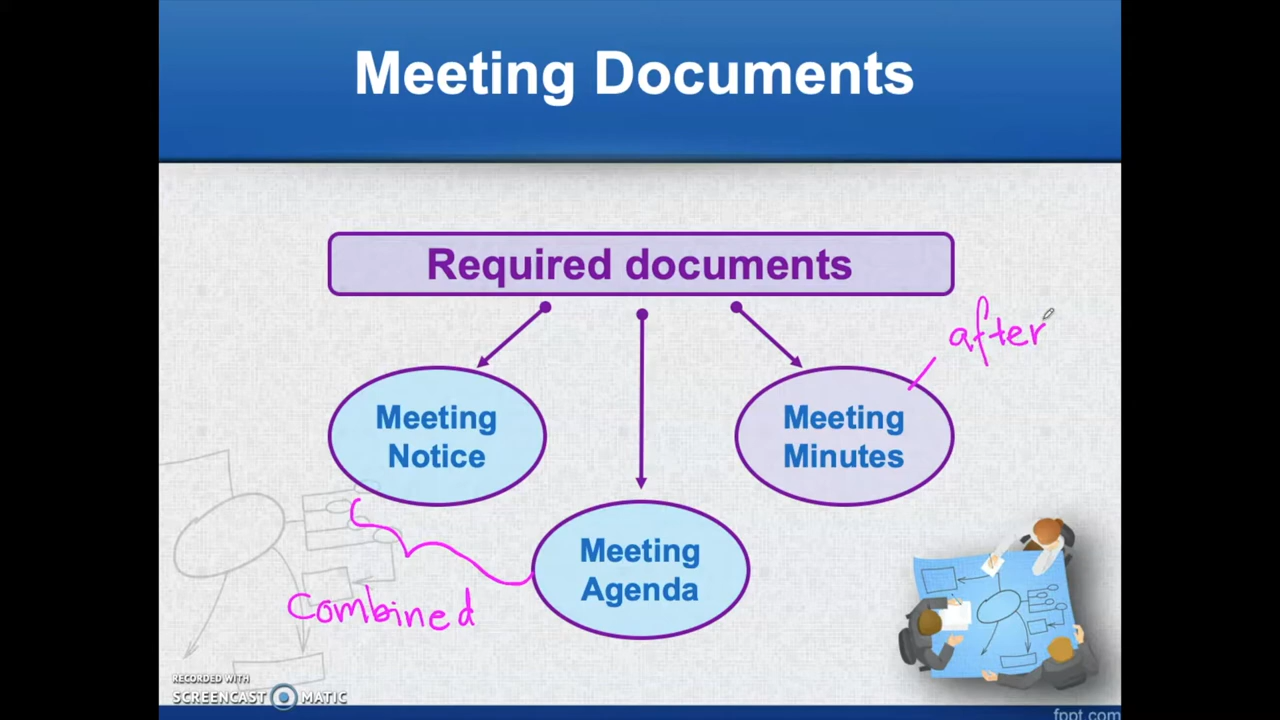 Meeting Documents
Required documents
after
Meeting
Notice
Meeting
Minutes
Meeting
Agenda
Combined
RECORDED WITH
SCREENCAST MATIC
fppt.com